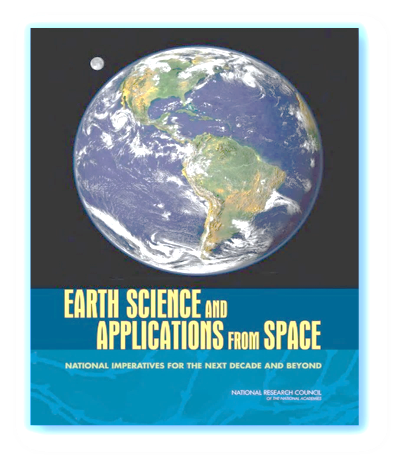 EARTH SCIENCE AND
APPLICATIONS FROM SPACE
NATIONAL IMPERATIVES FOR THE NEXT DECADE AND BEYOND
NATIONAL RESEARCH COUNCIL
OF THE NATIONAL ACADEMIES